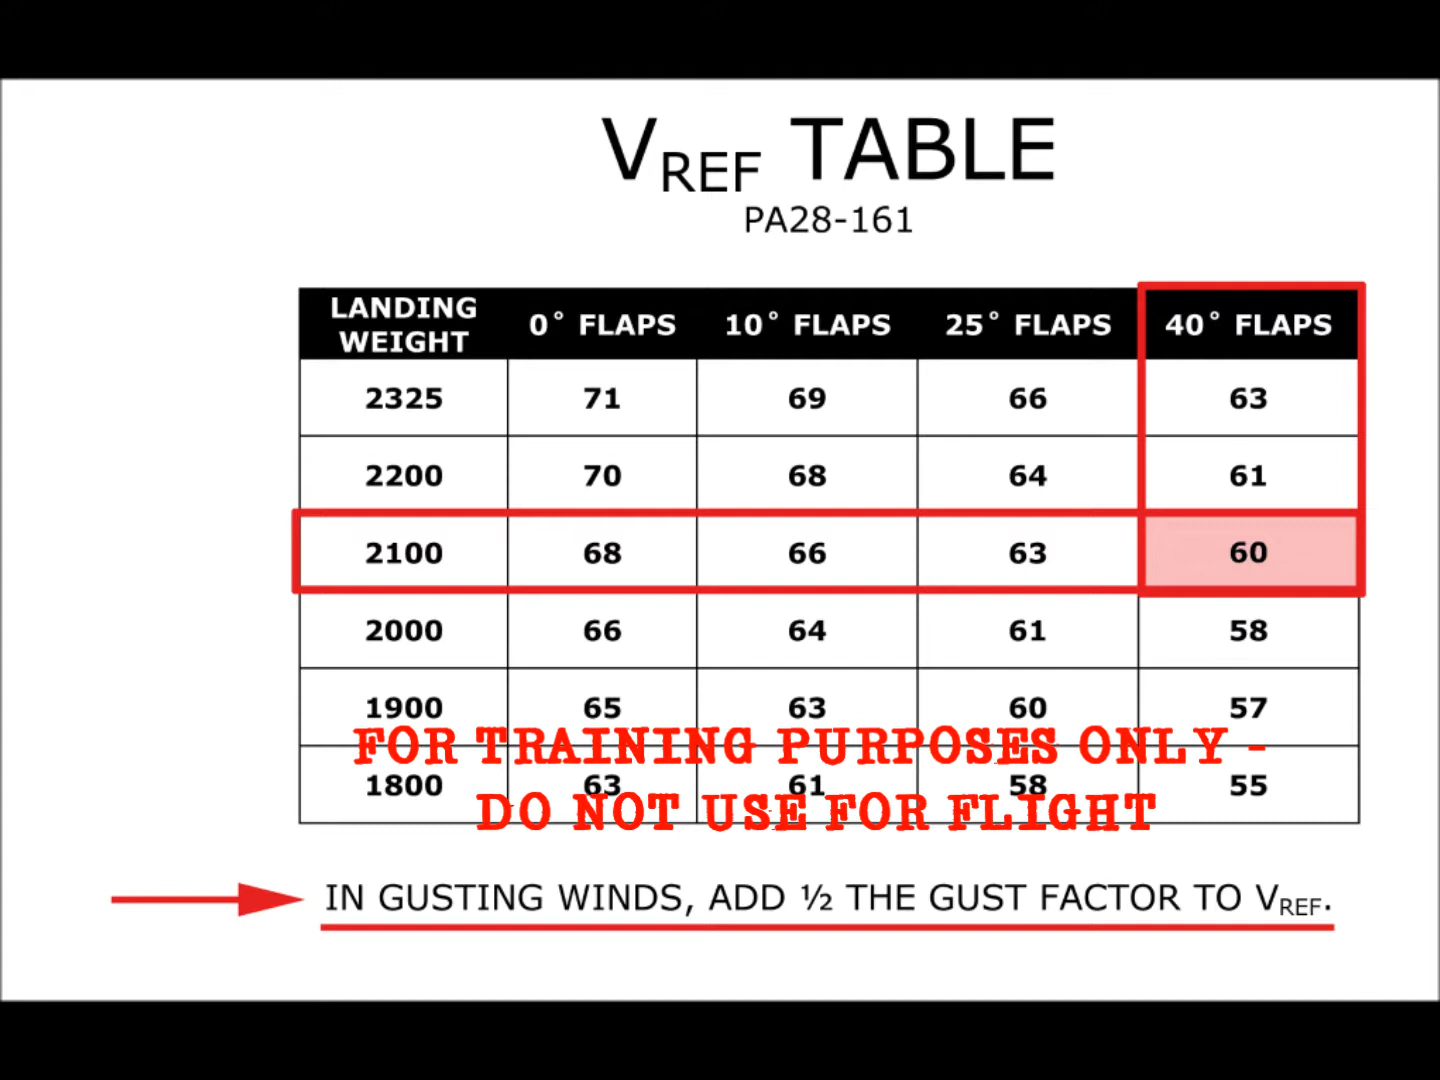 VREF TABLE
PA28-161
LANDING WEIGHT 0° FLAPS 10° FLAPS 25° FLAPS 40° FLAPS
2325 71 69 66 63
2200 70 68 64 61
2100 68 66 63 60
2000 66 64 61 58
1900 65 63 60 57
1800 63 61 58 55
FOR TRAINING PURPOSES ONLY -
DO NOT USE FOR FLIGHT
IN GUSTING WINDS, ADD ½ THE GUST FACTOR TO VREF.